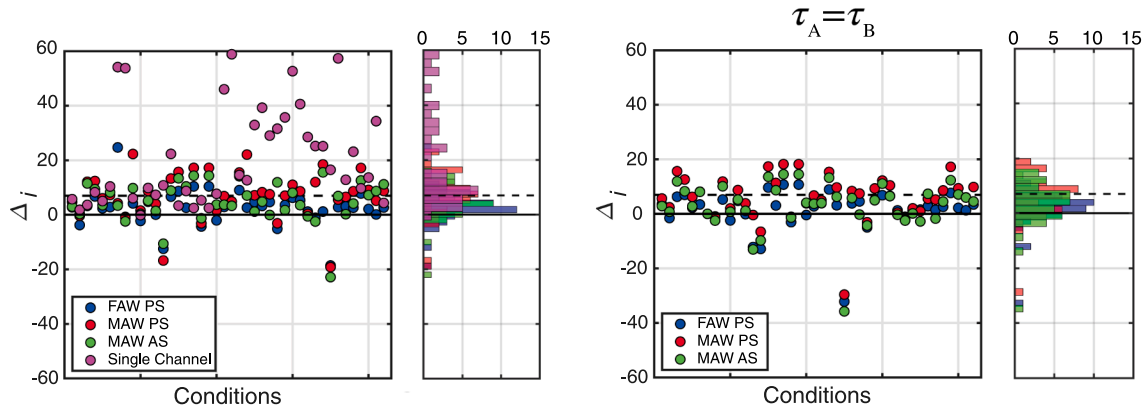 τA=τB
0 5 10 15
0 5 10 15
60
40
20
0
-20
-40
-60
Δi
FAW PS
MAW PS
MAW AS
Single Channel
Conditions
60
40
20
0
-20
-40
-60
Δi
FAW PS
MAW PS
MAW AS
Conditions